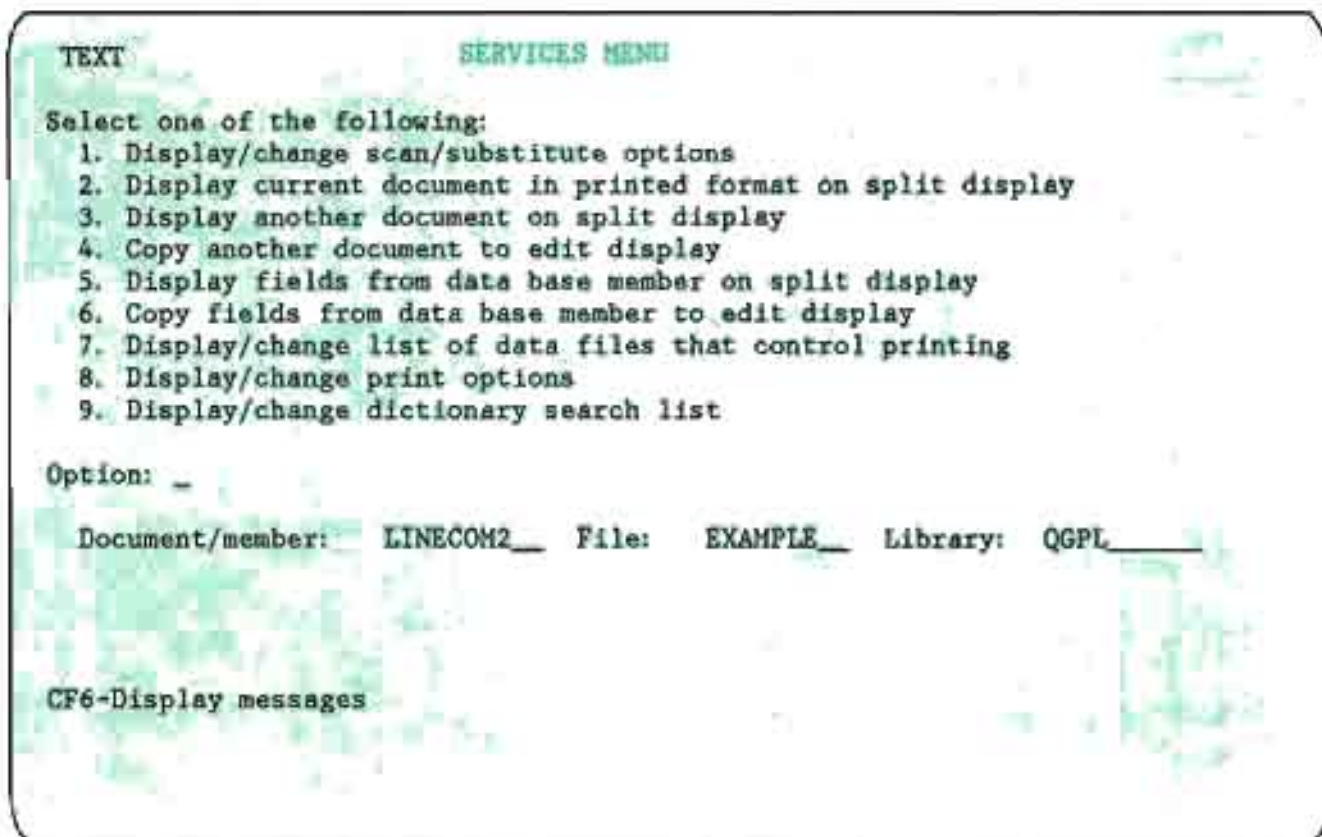 TEXT SERVICES MENU
Select one of the following:
1. Display/change scan/substitute options
2. Display current document in printed format on split display
3. Display another document on split display
4. Copy another document to edit display
5. Display fields from data base member on split display
6. Copy fields from data base member to edit display
7. Display/change list of data files that control printing
8. Display/change print options
9. Display/change dictionary search list
Option: _
Document/member: LINECOM2__ File: EXAMPLE__ Library: QGPL______
CF6-Display messages